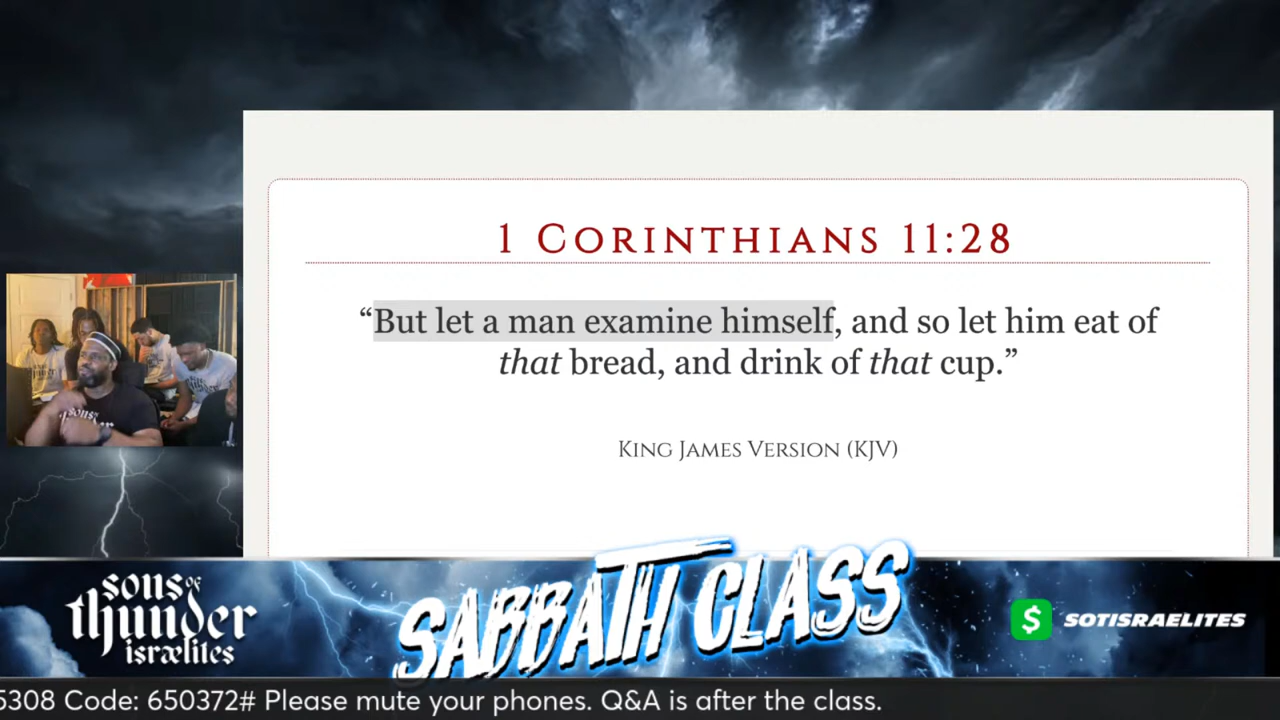 1 Corinthians 11:28
“But let a man examine himself, and so let him eat of
that bread, and drink of that cup.”
King James Version (KJV)
sons of
thunder
israelites
SABBATH CLASS
$ SOTISRAELITES
5308 Code: 650372# Please mute your phones. Q&A is after the class.